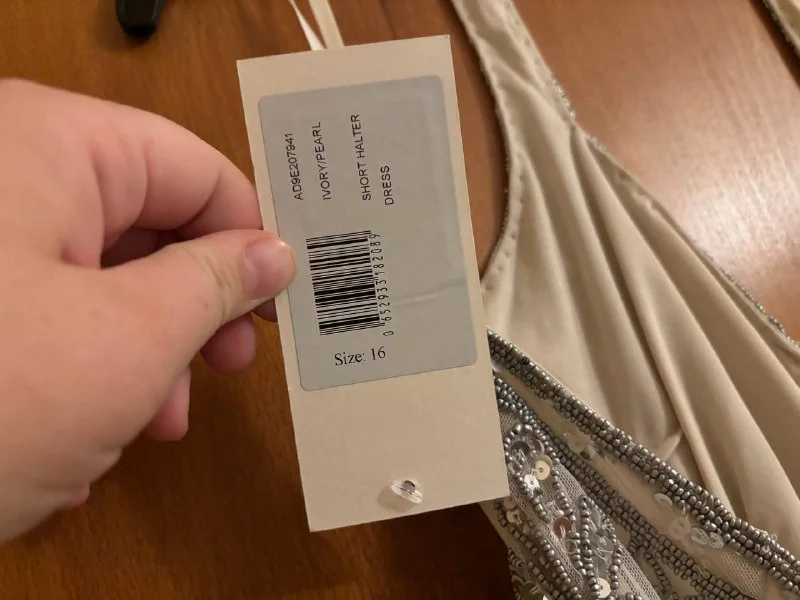 AD9E207941
IVORY/PEARL
SHORT HALTER
DRESS
0 652933 182089
Size: 16